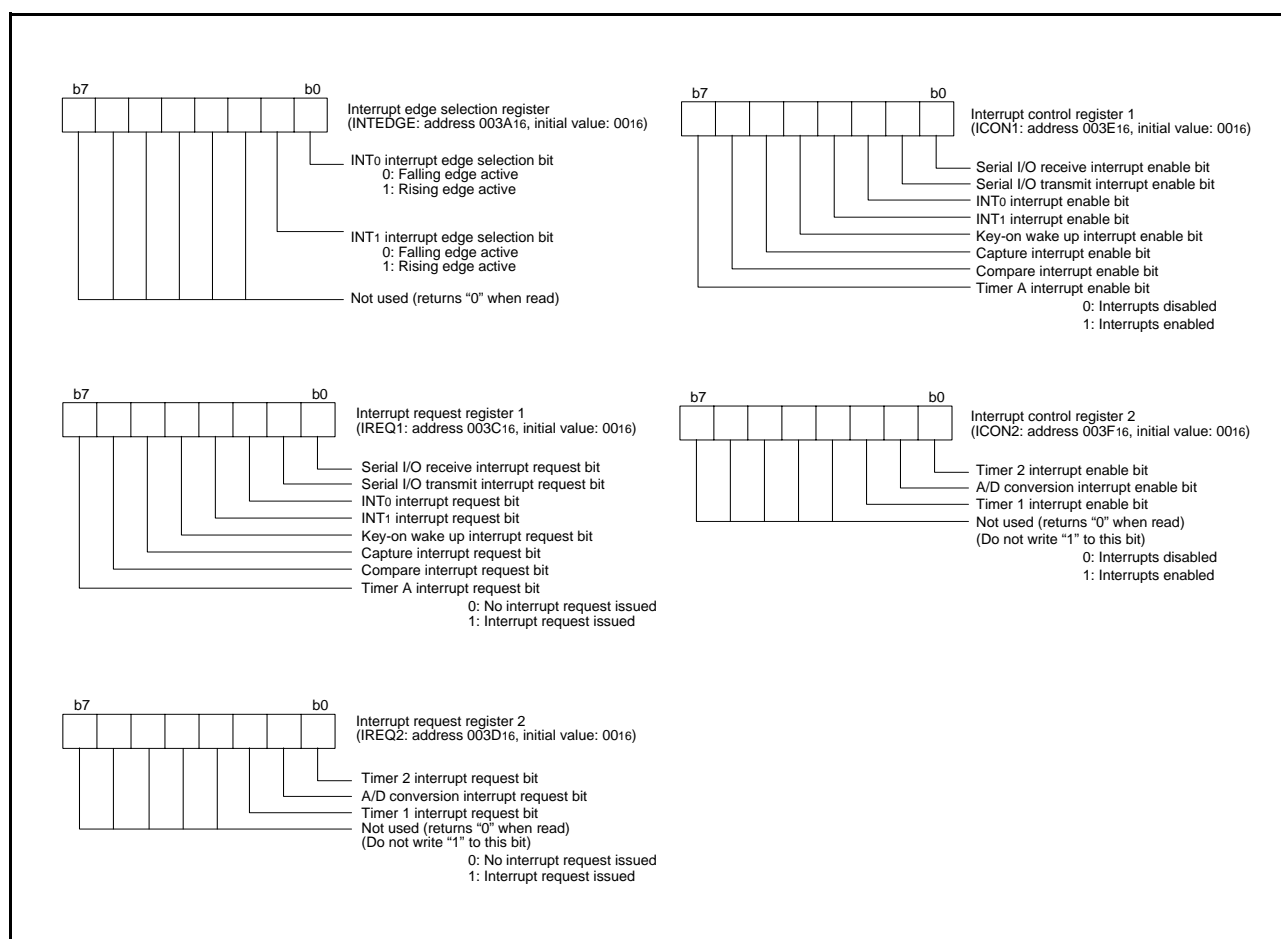 b7 b0
Interrupt edge selection register
(INTEDGE: address 003A16, initial value: 0016)
INT0 interrupt edge selection bit
0: Falling edge active
1: Rising edge active
INT1 interrupt edge selection bit
0: Falling edge active
1: Rising edge active
Not used (returns “0” when read)
b7 b0
Interrupt control register 1
(ICON1: address 003E16, initial value: 0016)
Serial I/O receive interrupt enable bit
Serial I/O transmit interrupt enable bit
INT0 interrupt enable bit
INT1 interrupt enable bit
Key-on wake up interrupt enable bit
Capture interrupt enable bit
Compare interrupt enable bit
Timer A interrupt enable bit
0: Interrupts disabled
1: Interrupts enabled
b7 b0
Interrupt request register 1
(IREQ1: address 003C16, initial value: 0016)
Serial I/O receive interrupt request bit
Serial I/O transmit interrupt request bit
INT0 interrupt request bit
INT1 interrupt request bit
Key-on wake up interrupt request bit
Capture interrupt request bit
Compare interrupt request bit
Timer A interrupt request bit
0: No interrupt request issued
1: Interrupt request issued
b7 b0
Interrupt control register 2
(ICON2: address 003F16, initial value: 0016)
Timer 2 interrupt enable bit
A/D conversion interrupt enable bit
Timer 1 interrupt enable bit
Not used (returns “0” when read)
(Do not write “1” to this bit)
0: Interrupts disabled
1: Interrupts enabled
b7 b0
Interrupt request register 2
(IREQ2: address 003D16, initial value: 0016)
Timer 2 interrupt request bit
A/D conversion interrupt request bit
Timer 1 interrupt request bit
Not used (returns “0” when read)
(Do not write “1” to this bit)
0: No interrupt request issued
1: Interrupt request issued